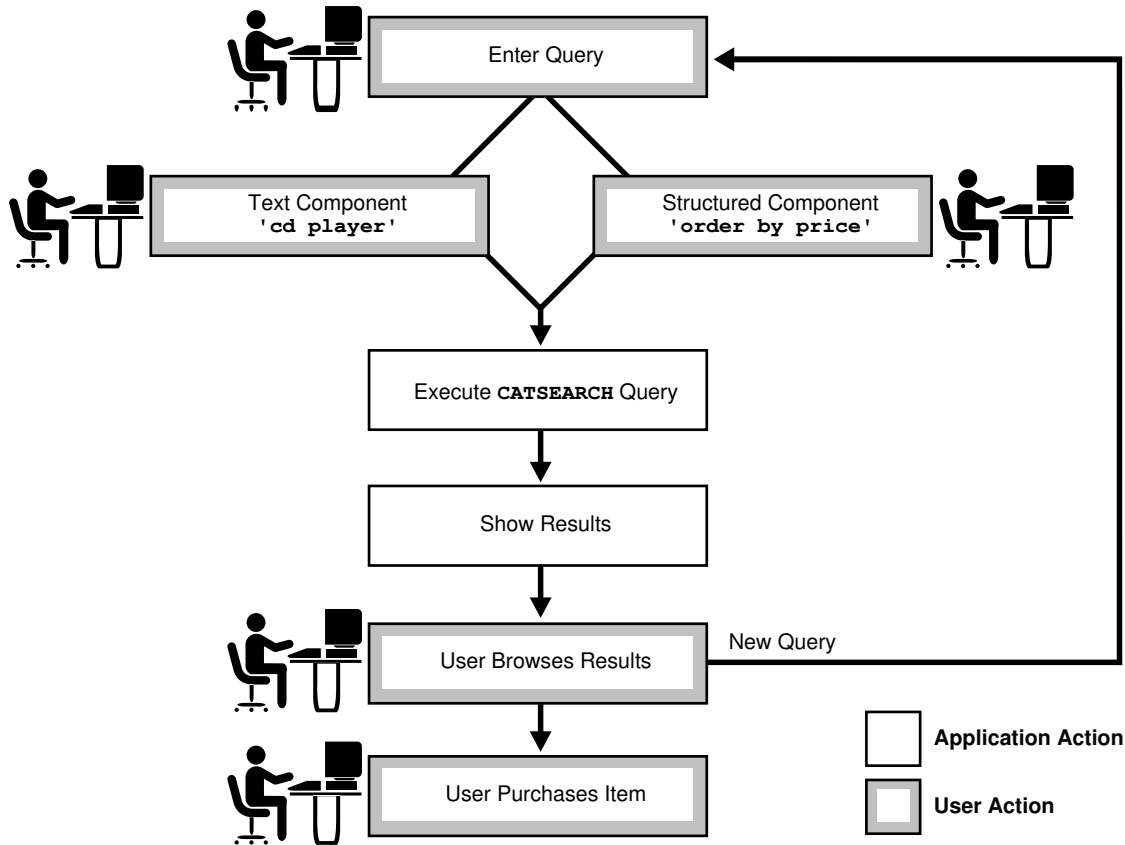 Enter Query
Text Component
'cd player'
Structured Component
'order by price'
Execute CATSEARCH Query
Show Results
User Browses Results
New Query
User Purchases Item
Application Action
User Action